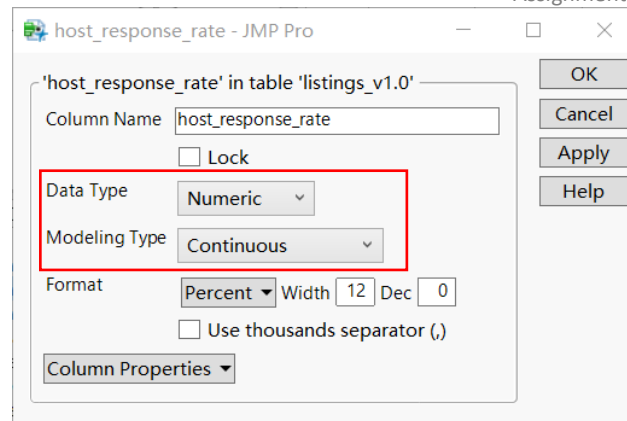 Assignment
host_response_rate - JMP Pro
'host_response_rate' in table 'listings_v1.0'
OK
Column Name host_response_rate
Cancel
Lock
Apply
Data Type Numeric
Help
Modeling Type Continuous
Format Percent Width 12 Dec 0
Use thousands separator (,)
Column Properties